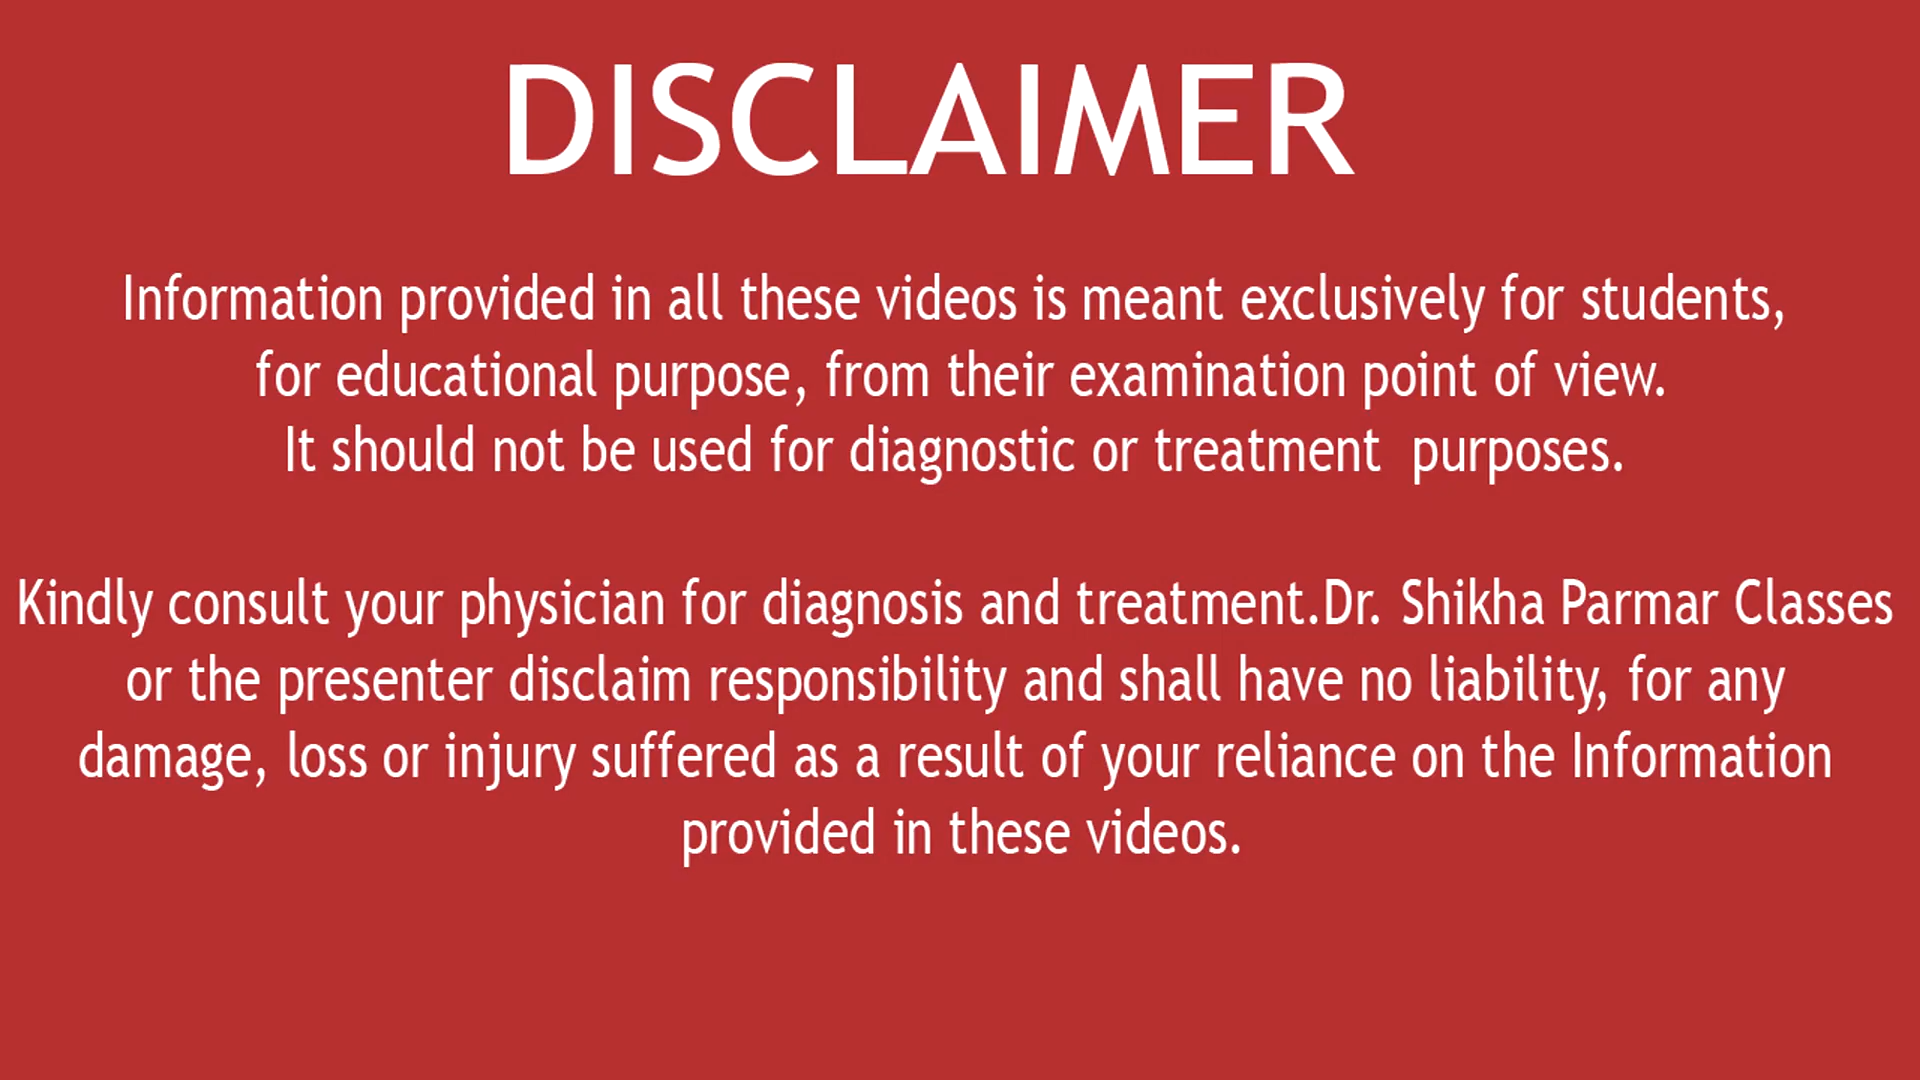 DISCLAIMER
Information provided in all these videos is meant exclusively for students,
for educational purpose, from their examination point of view.
It should not be used for diagnostic or treatment  purposes.
Kindly consult your physician for diagnosis and treatment.Dr. Shikha Parmar Classes
or the presenter disclaim responsibility and shall have no liability, for any
damage, loss or injury suffered as a result of your reliance on the Information
provided in these videos.